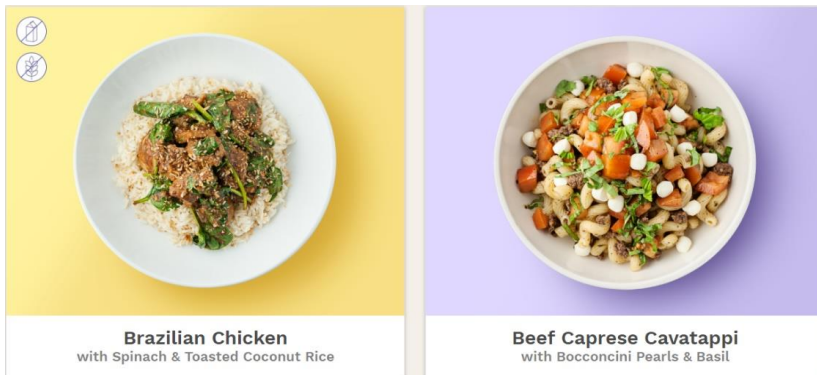 Brazilian Chicken
with Spinach & Toasted Coconut Rice
Beef Caprese Cavatappi
with Bocconcini Pearls & Basil